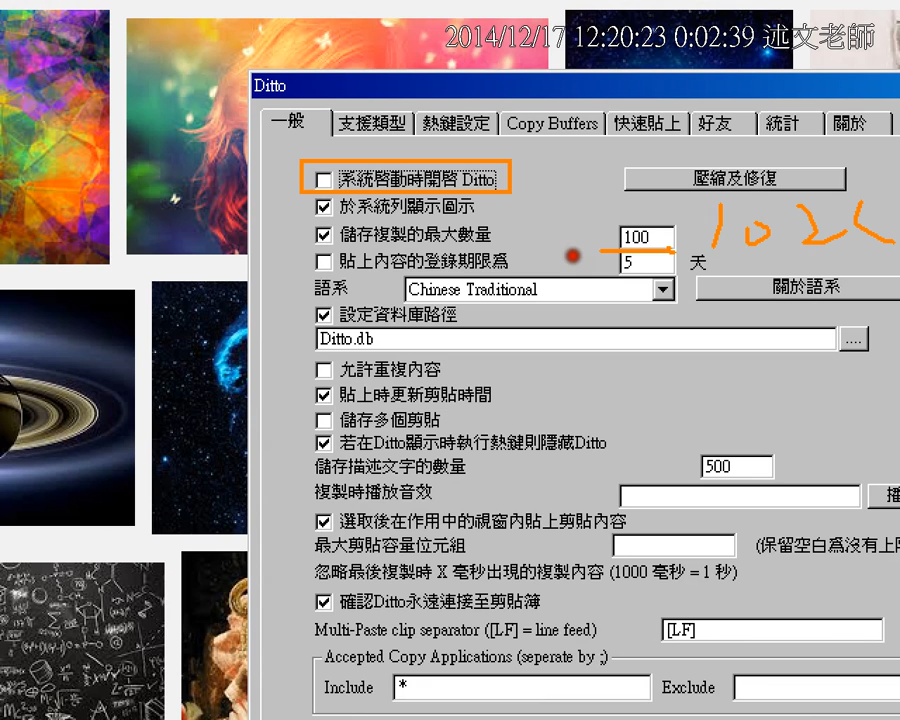 2014/12/17 12:20:23 0:02:39 述文老師
Ditto
一般 支援類型 熱鍵設定 Copy Buffers 快速貼上 好友 統計 關於
系統啓動時開啓 Ditto 壓縮及修復
於系統列顯示圖示
儲存複製的最大數量 100
貼上內容的登錄期限為 5 天
語系 Chinese Traditional 關於語系
設定資料庫路徑
Ditto.db ....
允許重複內容
貼上時更新剪貼時間
儲存多個剪貼
若在Ditto顯示時執行熱鍵則隱藏Ditto
儲存描述文字的數量 500
複製時播放音效 播
選取後在作用中的視窗內貼上剪貼內容
最大剪貼容量位元組 (保留空白為沒有上
忽略最後複製時 X 毫秒出現的複製內容 (1000 毫秒 = 1 秒)
確認Ditto永遠連接至剪貼簿
Multi-Paste clip separator ([LF] = line feed) [LF]
Accepted Copy Applications (seperate by ;)
Include * Exclude